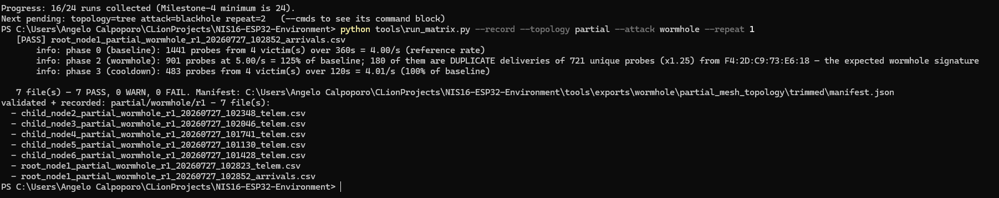 Progress: 16/24 runs collected (Milestone-4 minimum is 24).
Next pending: topology=tree attack=blackhole repeat=2   (--cmds to see its command block)
PS C:\Users\Angelo Calpoporo\CLionProjects\NIS16-ESP32-Environment> python tools\run_matrix.py --record --topology partial --attack wormhole --repeat 1
   [PASS] root_node1_partial_wormhole_r1_20260727_102852_arrivals.csv
       info: phase 0 (baseline): 1441 probes from 4 victim(s) over 360s = 4.00/s (reference rate)
       info: phase 2 (wormhole): 901 probes at 5.00/s = 125% of baseline; 180 of them are DUPLICATE deliveries of 721 unique probes (x1.25) from F4:2D:C9:73:E6:18 — the expected wormhole signature
       info: phase 3 (cooldown): 483 probes from 4 victim(s) over 120s = 4.01/s (100% of baseline)
   7 file(s) — 7 PASS, 0 WARN, 0 FAIL. Manifest: C:\Users\Angelo Calpoporo\CLionProjects\NIS16-ESP32-Environment\tools\exports\wormhole\partial_mesh_topology\trimmed\manifest.json
validated + recorded: partial/wormhole/r1 — 7 file(s):
  - child_node2_partial_wormhole_r1_20260727_102348_telem.csv
  - child_node3_partial_wormhole_r1_20260727_102046_telem.csv
  - child_node4_partial_wormhole_r1_20260727_101741_telem.csv
  - child_node5_partial_wormhole_r1_20260727_101130_telem.csv
  - child_node6_partial_wormhole_r1_20260727_101428_telem.csv
  - root_node1_partial_wormhole_r1_20260727_102823_telem.csv
  - root_node1_partial_wormhole_r1_20260727_102852_arrivals.csv
PS C:\Users\Angelo Calpoporo\CLionProjects\NIS16-ESP32-Environment>